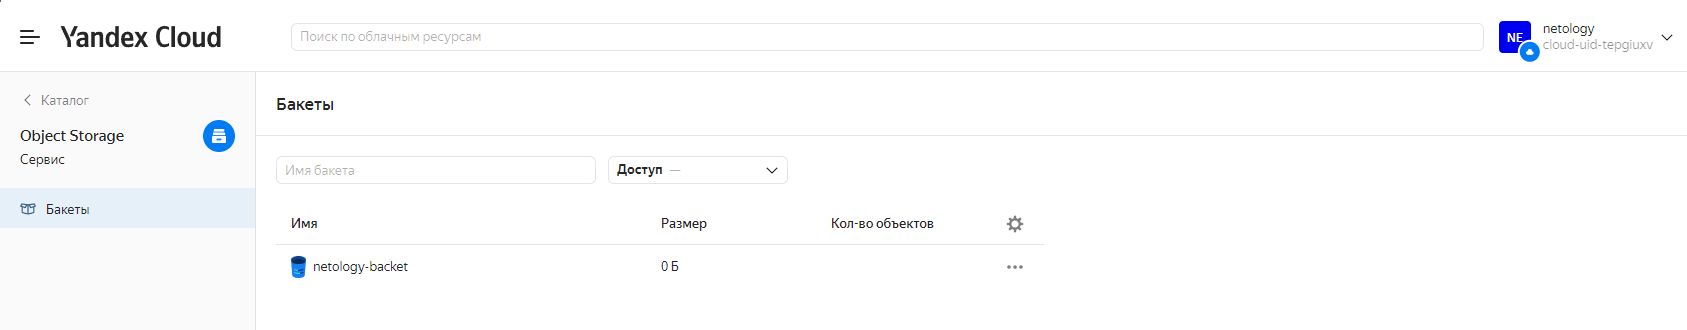 Yandex Cloud
Поиск по облачным ресурсам
NE
netology
cloud-uid-tepgiuxv
Каталог
Object Storage
Сервис
Бакеты
Бакеты
Имя бакета
Доступ —
Имя Размер Кол-во объектов
netology-backet 0 Б